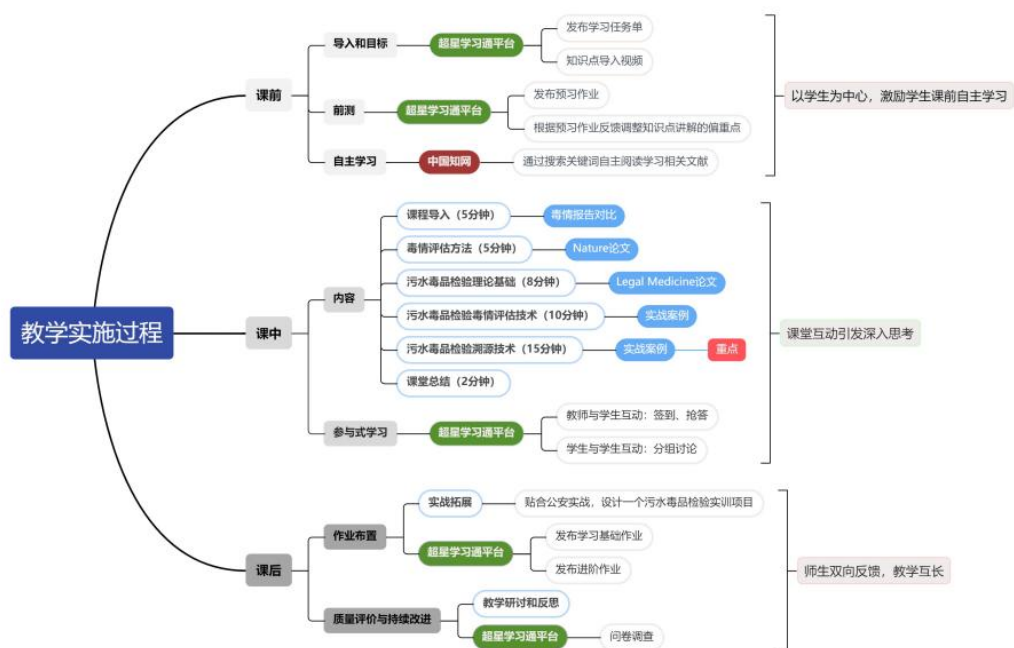 教学实施过程
课前
导入和目标
超星学习通平台
发布学习任务单
知识点导入视频
前测
超星学习通平台
发布预习作业
根据预习作业反馈调整知识点讲解的偏重点
自主学习
中国知网
通过搜索关键词自主阅读学习相关文献
以学生为中心，激励学生课前自主学习
课中
内容
课程导入（5分钟）
毒情报告对比
毒情评估方法（5分钟）
Nature论文
污水毒品检验理论基础（8分钟）
Legal Medicine论文
污水毒品检验毒情评估技术（10分钟）
实战案例
污水毒品检验溯源技术（15分钟）
实战案例
重点
课堂总结（2分钟）
参与式学习
超星学习通平台
教师与学生互动：签到、抢答
学生与学生互动：分组讨论
课堂互动引发深入思考
课后
作业布置
实战拓展
贴合公安实战，设计一个污水毒品检验实训项目
超星学习通平台
发布学习基础作业
发布进阶作业
质量评价与持续改进
教学研讨和反思
超星学习通平台
问卷调查
师生双向反馈，教学互长